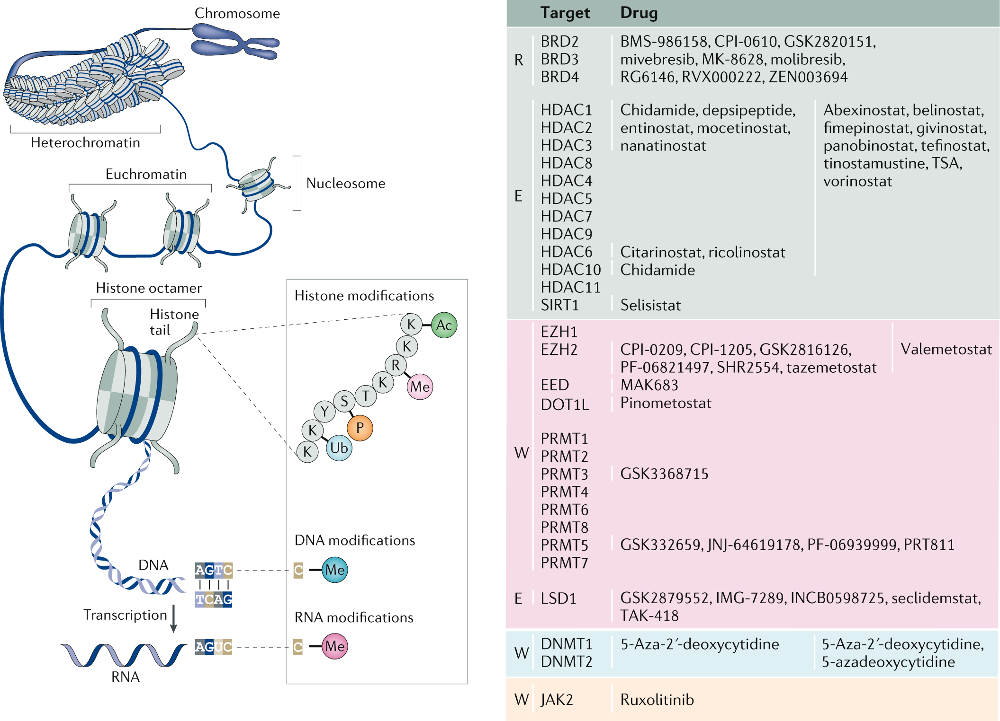 Chromosome
Heterochromatin
Euchromatin
Nucleosome
Histone octamer
Histone
tail
Histone modifications
K
Ac
K
R
Me
K
T
S
P
Y
K
Ub
K
DNA modifications
DNA
AGTC
C
Me
TCAG
Transcription
RNA modifications
AGUC
C
Me
RNA
Target Drug
R
BRD2
BRD3
BRD4
BMS-986158, CPI-0610, GSK2820151,
mivebresib, MK-8628, molibresib,
RG6146, RVX000222, ZEN003694
E
HDAC1
HDAC2
HDAC3
HDAC8
HDAC4
HDAC5
HDAC7
HDAC9
HDAC6
HDAC10
HDAC11
SIRT1
Chidamide, depsipeptide,
entinostat, mocetinostat,
nanatinostat
Citarinostat, ricolinostat
Chidamide
Selisistat
Abexinostat, belinostat,
fimepinostat, givinostat,
panobinostat, tefinostat,
tinostamustine, TSA,
vorinostat
W
EZH1
EZH2
CPI-0209, CPI-1205, GSK2816126,
PF-06821497, SHR2554, tazemetostat
Valemetostat
EED
MAK683
DOT1L
Pinometostat
PRMT1
PRMT2
PRMT3
GSK3368715
PRMT4
PRMT6
PRMT8
PRMT5
GSK332659, JNJ-64619178, PF-06939999, PRT811
PRMT7
E
LSD1
GSK2879552, IMG-7289, INCB0598725, seclidemstat,
TAK-418
W
DNMT1
DNMT2
5-Aza-2′-deoxycytidine
5-Aza-2′-deoxycytidine,
5-azadeoxycytidine
W
JAK2
Ruxolitinib